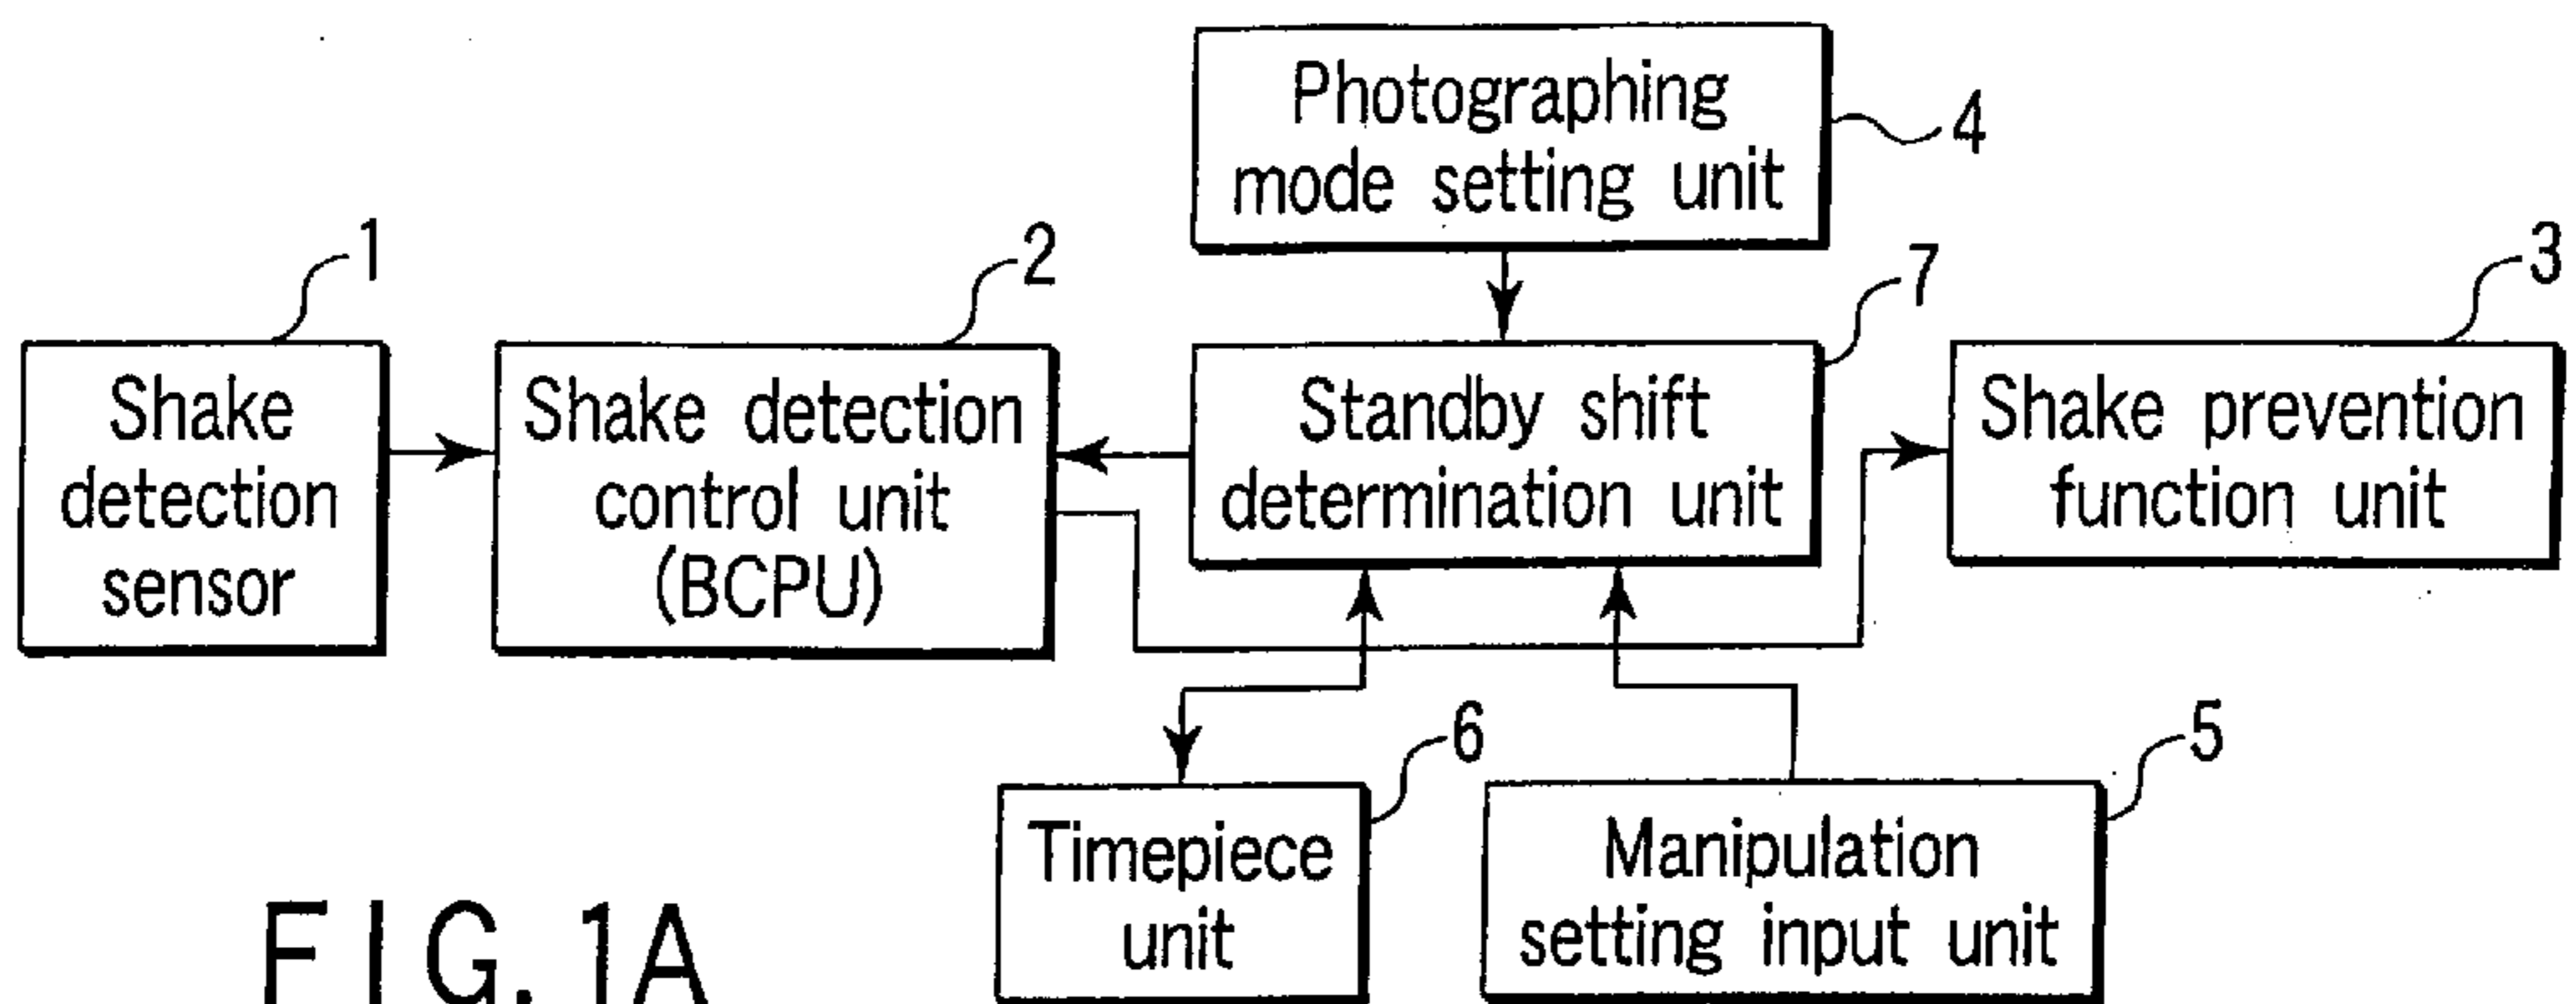 Photographing
mode setting unit
4
1
2
7
3
Shake
detection
sensor
Shake detection
control unit
(BCPU)
Standby shift
determination unit
Shake prevention
function unit
6
5
Timepiece
unit
Manipulation
setting input unit
FIG. 1A